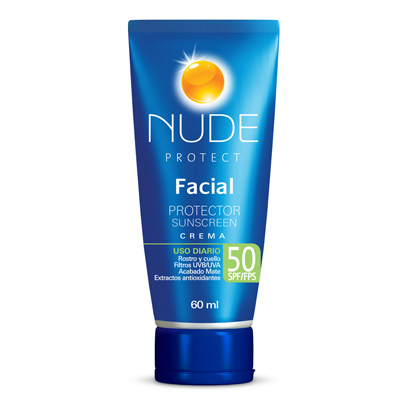 NUDE
PROTECT
Facial
PROTECTOR
SUNSCREEN
CREMA
USO DIARIO
Rostro y cuello
Filtros UVB/UVA
Acabado Mate
Extractos antioxidantes
50
SPF/FPS
60 ml